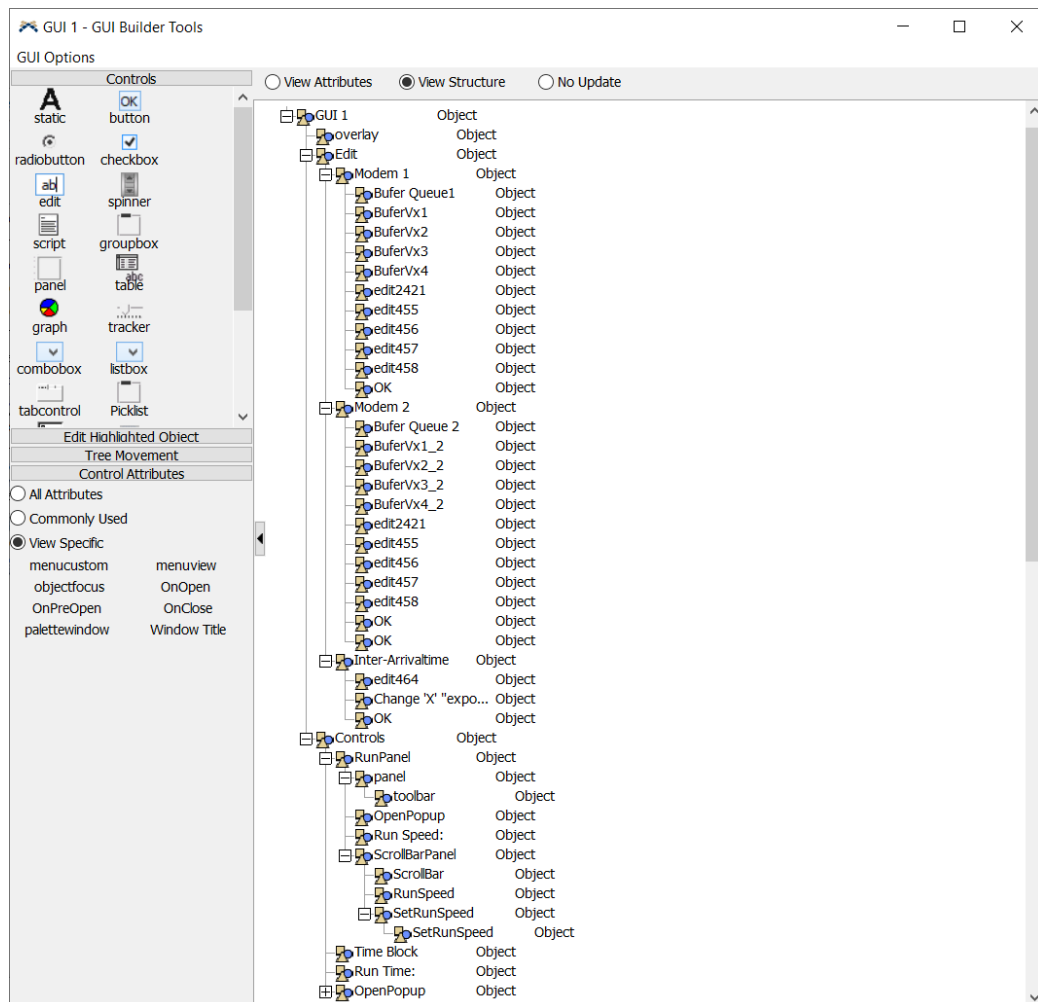 GUI 1 - GUI Builder Tools
GUI Options
Controls
static button
radiobutton checkbox
edit spinner
script groupbox
panel table
graph tracker
combobox listbox
tabcontrol Picklist
Edit Highlighted Object
Tree Movement
Control Attributes
All Attributes
Commonly Used
View Specific
menucustom menuview
objectfocus OnOpen
OnPreOpen OnClose
palettewindow Window Title
View Attributes View Structure No Update
GUI 1 Object
overlay Object
Edit Object
Modem 1 Object
Bufer Queue1 Object
BuferVx1 Object
BuferVx2 Object
BuferVx3 Object
BuferVx4 Object
edit2421 Object
edit455 Object
edit456 Object
edit457 Object
edit458 Object
OK Object
Modem 2 Object
Bufer Queue 2 Object
BuferVx1_2 Object
BuferVx2_2 Object
BuferVx3_2 Object
BuferVx4_2 Object
edit2421 Object
edit455 Object
edit456 Object
edit457 Object
edit458 Object
OK Object
OK Object
Inter-Arrivaltime Object
edit464 Object
Change 'X' "expo... Object
OK Object
Controls Object
RunPanel Object
panel Object
toolbar Object
OpenPopup Object
Run Speed: Object
ScrollBarPanel Object
ScrollBar Object
RunSpeed Object
SetRunSpeed Object
SetRunSpeed Object
Time Block Object
Run Time: Object
OpenPopup Object